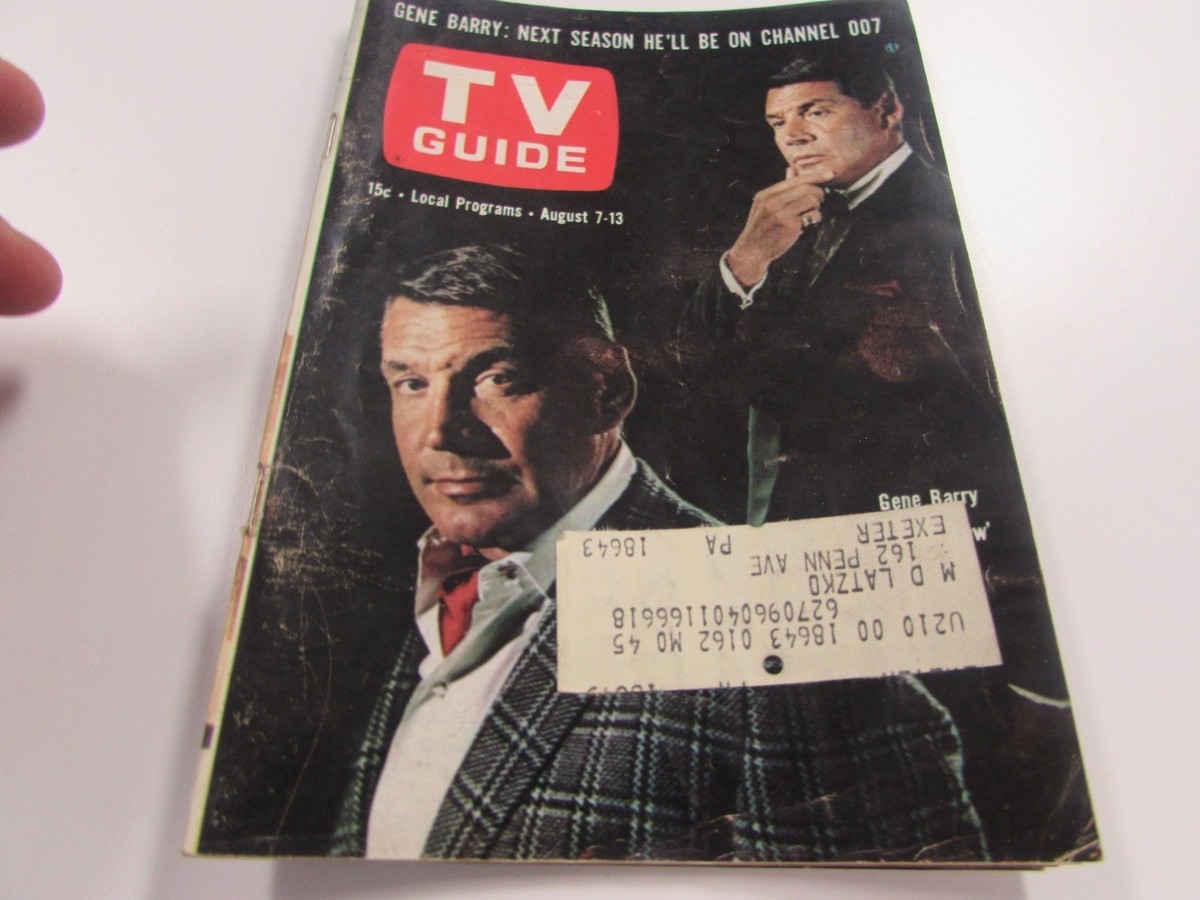 GENE BARRY: NEXT SEASON HE'LL BE ON CHANNEL 007
TV
GUIDE
®
15¢ • Local Programs • August 7-13
Gene Barry
w'
U210 00 18643 0162 MO 45
6270960401166618
M D LATZKO
162 PENN AVE
EXETER PA 18643